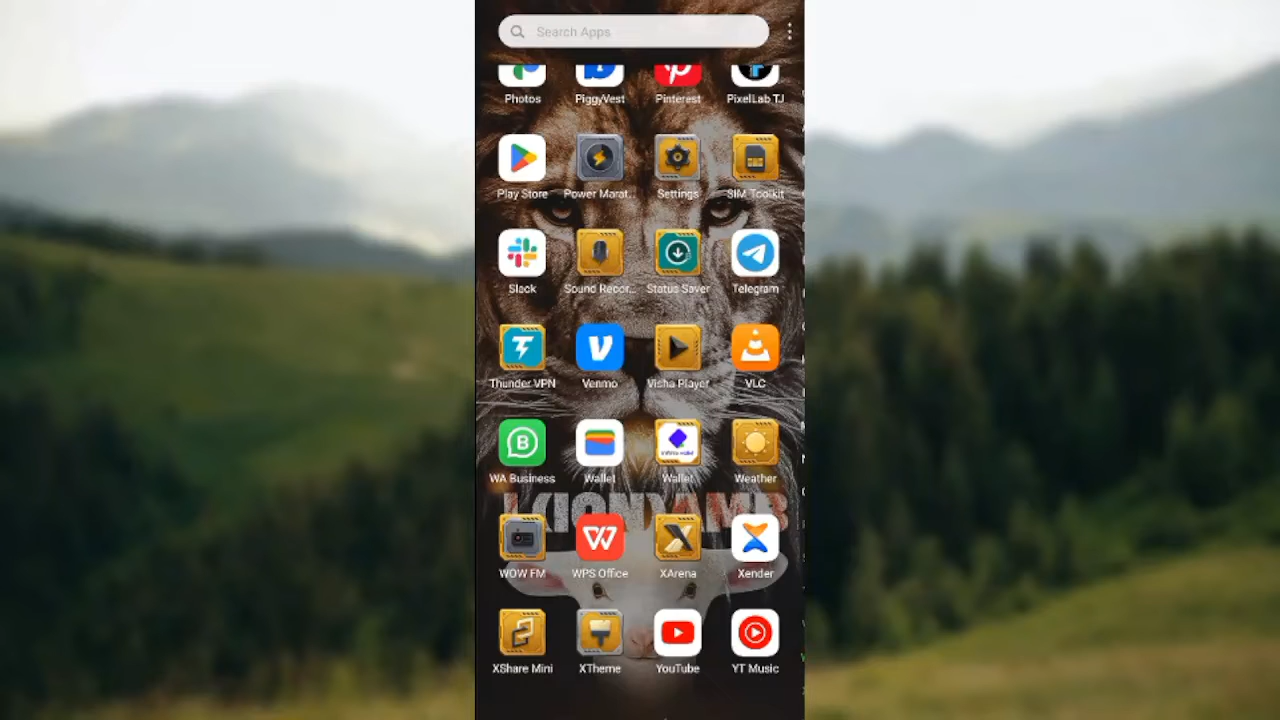 Search Apps
Photos PiggyVest Pinterest PixelLab TJ
Play Store Power Marat... Settings SIM Toolkit
Slack Sound Recor... Status Saver Telegram
Thunder VPN Venmo Visha Player VLC
WA Business Wallet Wallet Weather
WOW FM WPS Office XArena Xender
XShare Mini XTheme YouTube YT Music